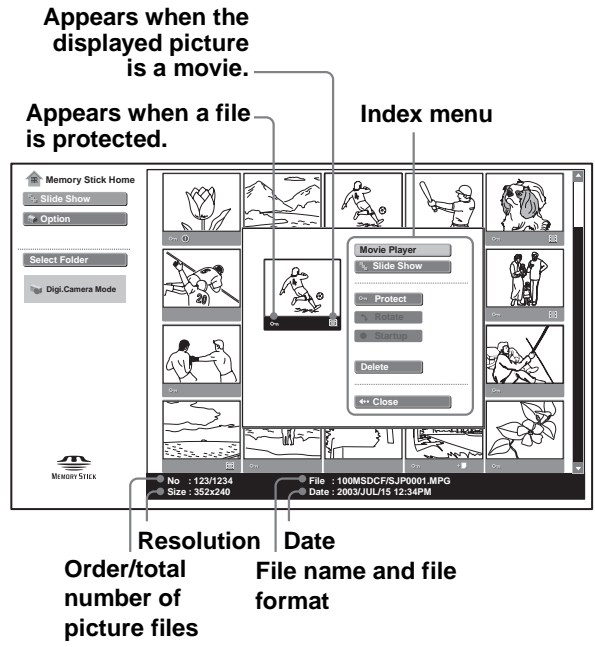 Appears when the
displayed picture
is a movie.
Appears when a file
is protected.
Index menu
Memory Stick Home
Slide Show
Option
Select Folder
Digi.Camera Mode
20
Movie Player
Slide Show
Protect
Rotate
Startup
Delete
Close
MEMORY STICK
No : 123/1234
Size : 352x240
File : 100MSDCF/SJP0001.MPG
Date : 2003/JUL/15 12:34PM
Resolution
Date
Order/total
number of
picture files
File name and file
format